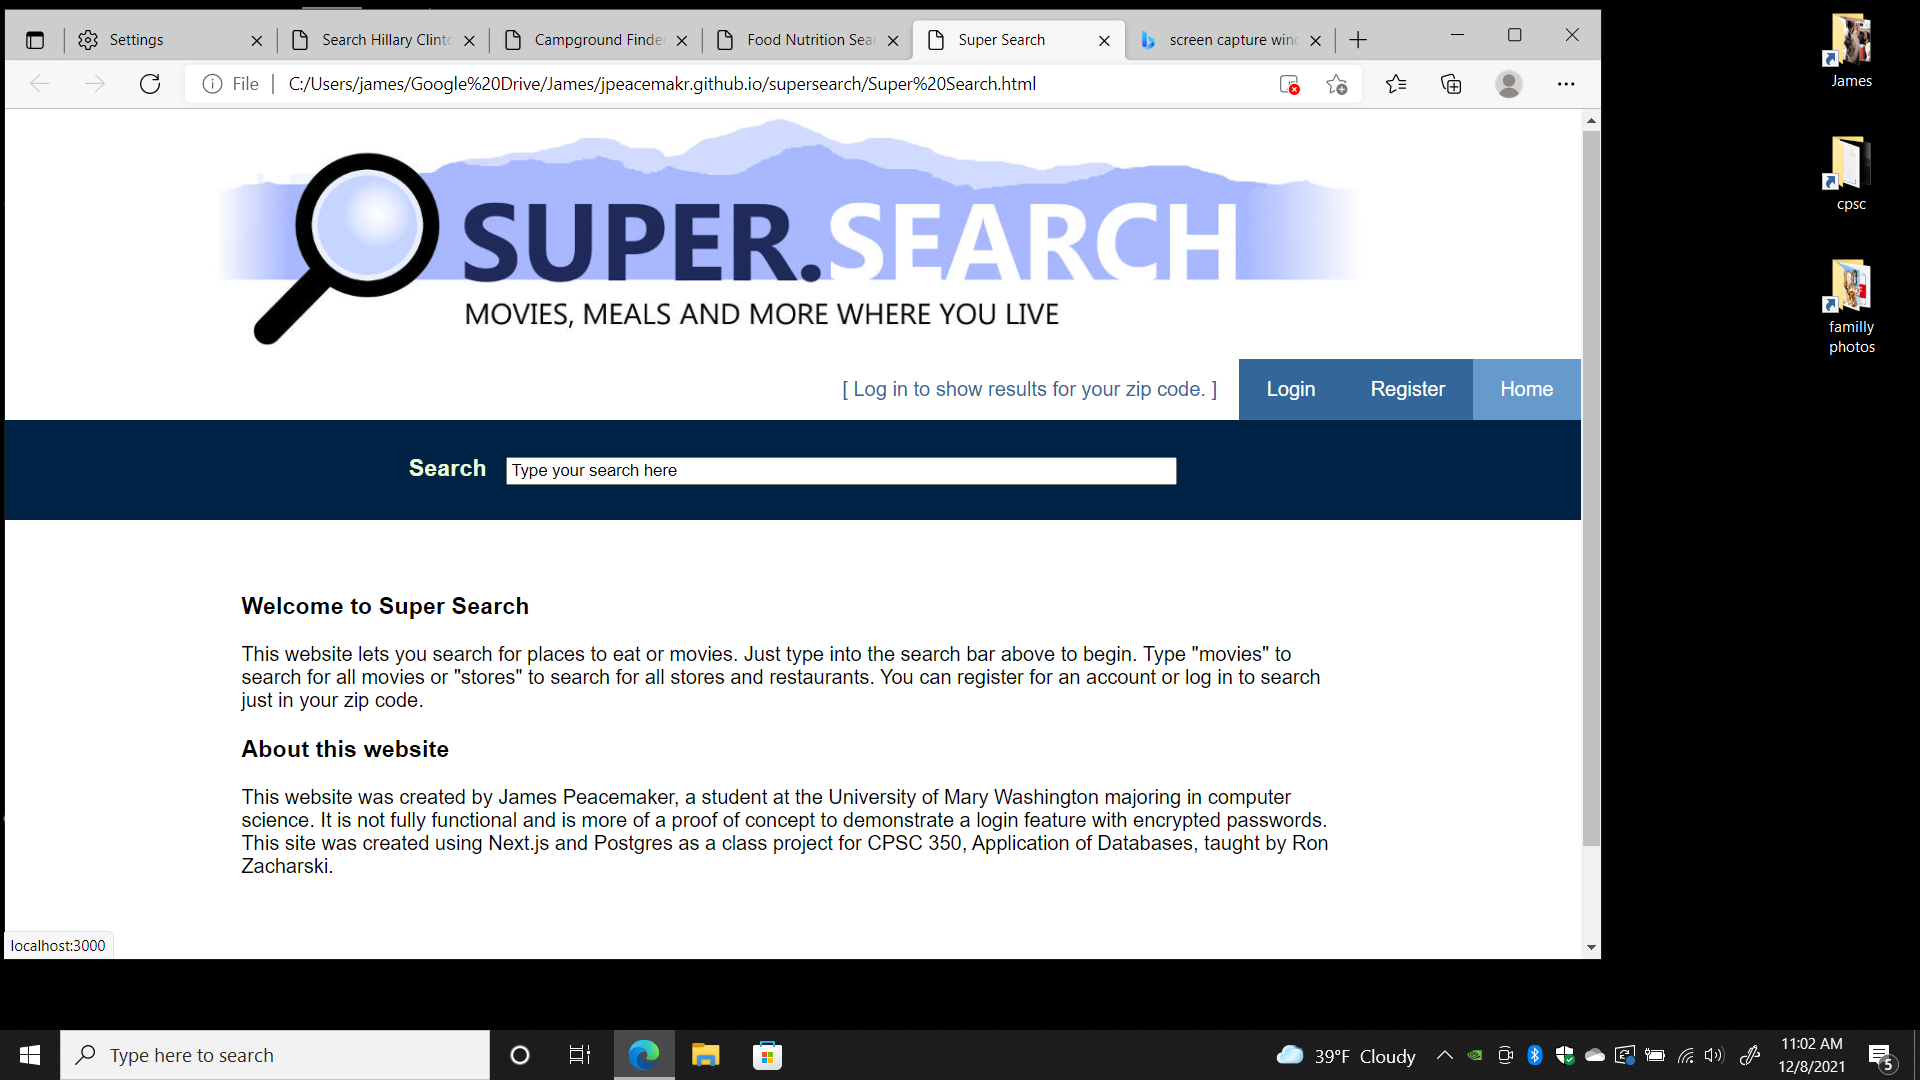 Settings
Search Hillary Clint
Campground Finde
Food Nutrition Sear
Super Search
screen capture win
File
C:/Users/james/Google%20Drive/James/jpeacemakr.github.io/supersearch/Super%20Search.html
SUPER.SEARCH
MOVIES, MEALS AND MORE WHERE YOU LIVE
[ Log in to show results for your zip code. ]
Login
Register
Home
Search
Type your search here
Welcome to Super Search
This website lets you search for places to eat or movies. Just type into the search bar above to begin. Type "movies" to
search for all movies or "stores" to search for all stores and restaurants. You can register for an account or log in to search
just in your zip code.
About this website
This website was created by James Peacemaker, a student at the University of Mary Washington majoring in computer
science. It is not fully functional and is more of a proof of concept to demonstrate a login feature with encrypted passwords.
This site was created using Next.js and Postgres as a class project for CPSC 350, Application of Databases, taught by Ron
Zacharski.
localhost:3000
James
cpsc
familly
photos
Type here to search
39°F Cloudy
11:02 AM
12/8/2021
5